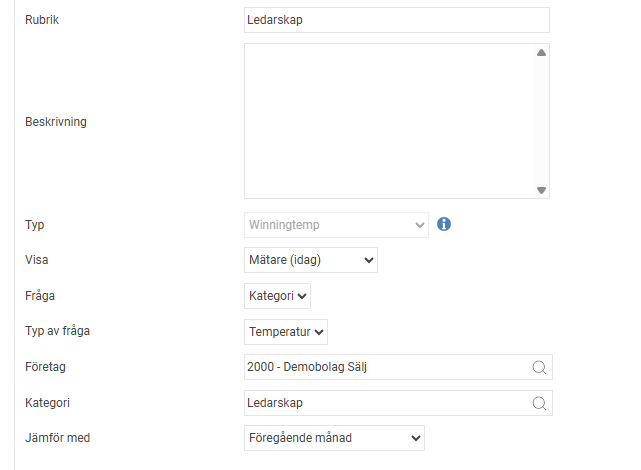 Rubrik Ledarskap
Beskrivning
Typ Winningtemp
Visa Mätare (idag)
Fråga Kategori
Typ av fråga Temperatur
Företag 2000 - Demobolag Sälj
Kategori Ledarskap
Jämför med Föregående månad